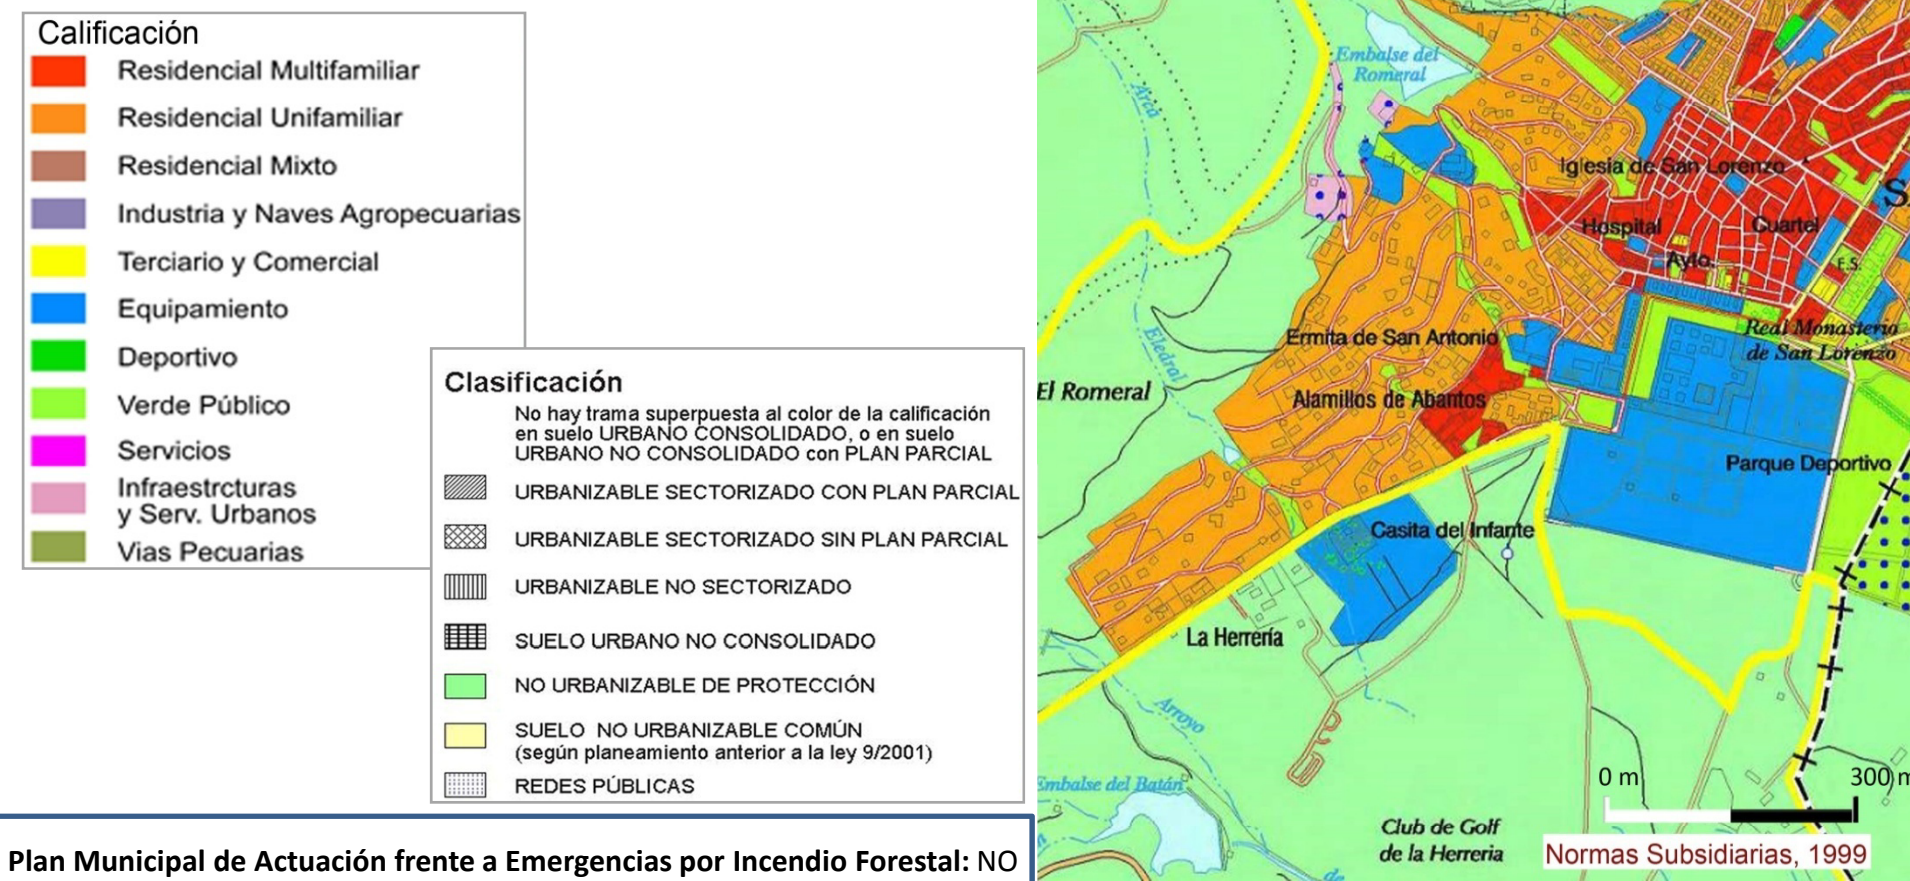 Calificación
Residencial Multifamiliar
Residencial Unifamiliar
Residencial Mixto
Industria y Naves Agropecuarias
Terciario y Comercial
Equipamiento
Deportivo
Verde Público
Servicios
Infraestrcturas
y Serv. Urbanos
Vias Pecuarias
Clasificación
No hay trama superpuesta al color de la calificación
en suelo URBANO CONSOLIDADO, o en suelo
URBANO NO CONSOLIDADO con PLAN PARCIAL
URBANIZABLE SECTORIZADO CON PLAN PARCIAL
URBANIZABLE SECTORIZADO SIN PLAN PARCIAL
URBANIZABLE NO SECTORIZADO
SUELO URBANO NO CONSOLIDADO
NO URBANIZABLE DE PROTECCIÓN
SUELO NO URBANIZABLE COMÚN
(según planeamiento anterior a la ley 9/2001)
REDES PÚBLICAS
Plan Municipal de Actuación frente a Emergencias por Incendio Forestal: NO
Embalse del
Romeral
Arca
Iglesia de San Lorenzo
Hospital
Cuartel
Ayto.
E.S.
Real Monasterio
de San Lorenzo
Eledral
Ermita de San Antonio
El Romeral
Alamillos de Abantos
Parque Deportivo
Casita del Infante
La Herrería
Arroyo
Embalse del Batán
Club de Golf
de la Herreria
de
0 m
300 m
Normas Subsidiarias, 1999